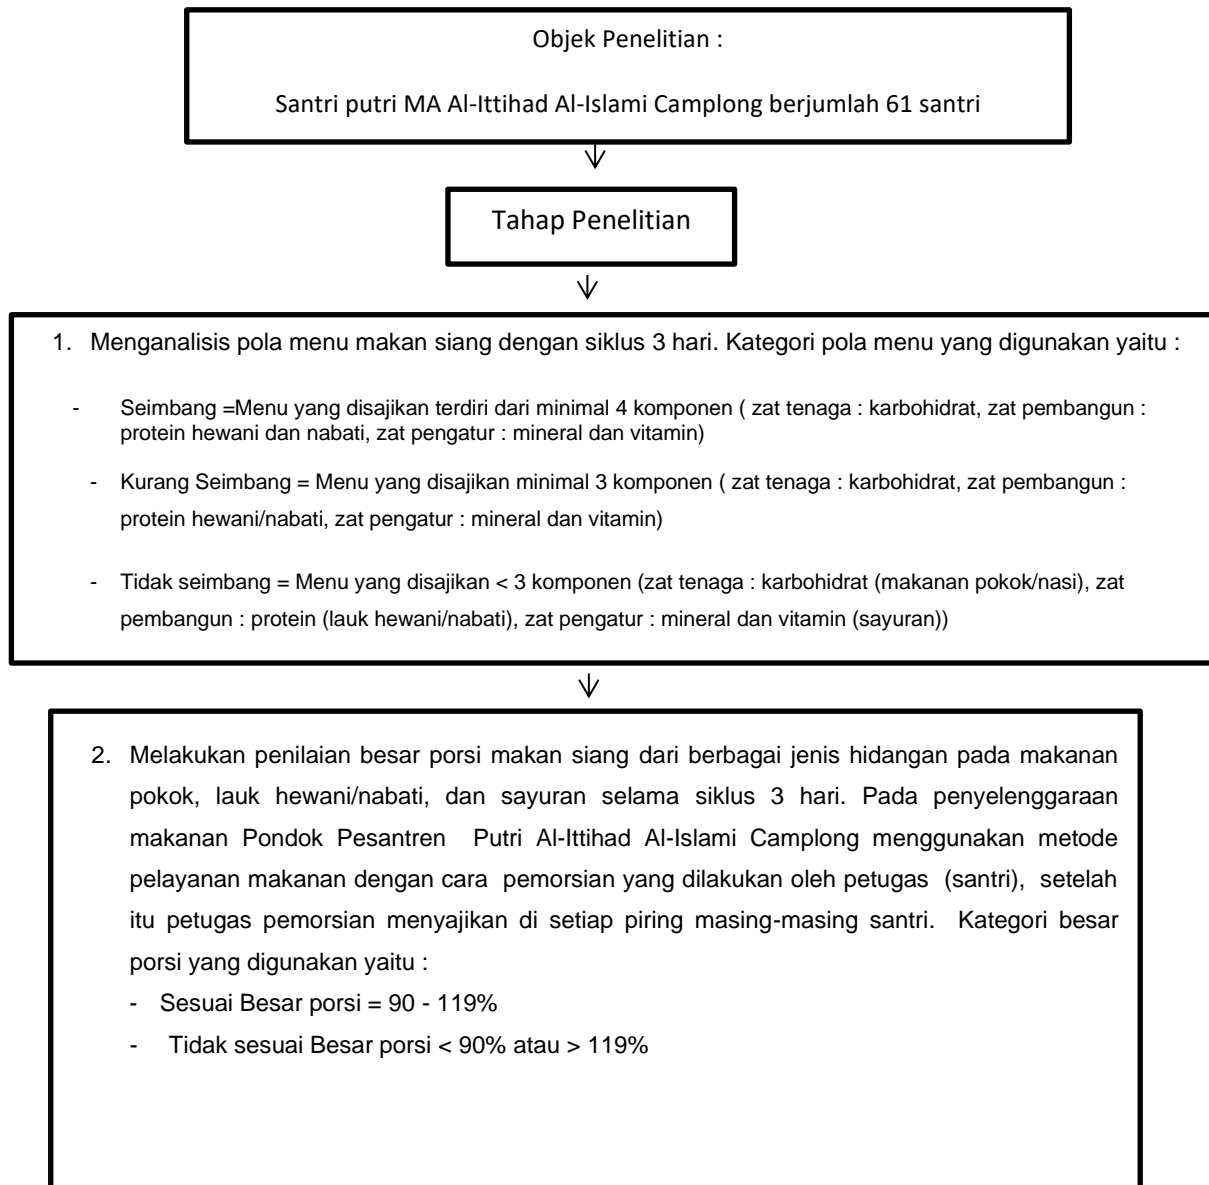 Objek Penelitian :
Santri putri MA Al-Ittihad Al-Islami Camplong berjumlah 61 santri
Tahap Penelitian
1. Menganalisis pola menu makan siang dengan siklus 3 hari. Kategori pola menu yang digunakan yaitu :
- Seimbang =Menu yang disajikan terdiri dari minimal 4 komponen ( zat tenaga : karbohidrat, zat pembangun :
protein hewani dan nabati, zat pengatur : mineral dan vitamin)
- Kurang Seimbang = Menu yang disajikan minimal 3 komponen ( zat tenaga : karbohidrat, zat pembangun :
protein hewani/nabati, zat pengatur : mineral dan vitamin)
- Tidak seimbang = Menu yang disajikan < 3 komponen (zat tenaga : karbohidrat (makanan pokok/nasi), zat
pembangun : protein (lauk hewani/nabati), zat pengatur : mineral dan vitamin (sayuran))
2. Melakukan penilaian besar porsi makan siang dari berbagai jenis hidangan pada makanan
pokok, lauk hewani/nabati, dan sayuran selama siklus 3 hari. Pada penyelenggaraan
makanan Pondok Pesantren Putri Al-Ittihad Al-Islami Camplong menggunakan metode
pelayanan makanan dengan cara pemorsian yang dilakukan oleh petugas (santri), setelah
itu petugas pemorsian menyajikan di setiap piring masing-masing santri. Kategori besar
porsi yang digunakan yaitu :
- Sesuai Besar porsi = 90 - 119%
- Tidak sesuai Besar porsi < 90% atau > 119%